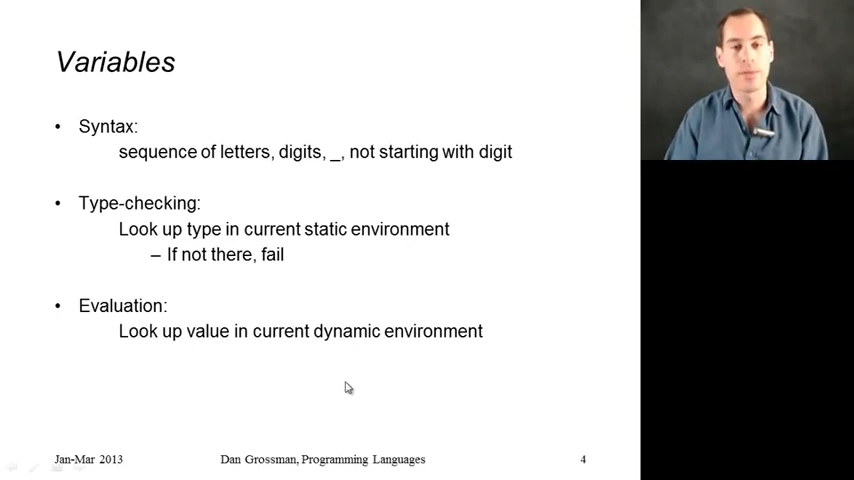 Variables
• Syntax:
sequence of letters, digits, _, not starting with digit
• Type-checking:
Look up type in current static environment
– If not there, fail
• Evaluation:
Look up value in current dynamic environment
Jan-Mar 2013 Dan Grossman, Programming Languages 4